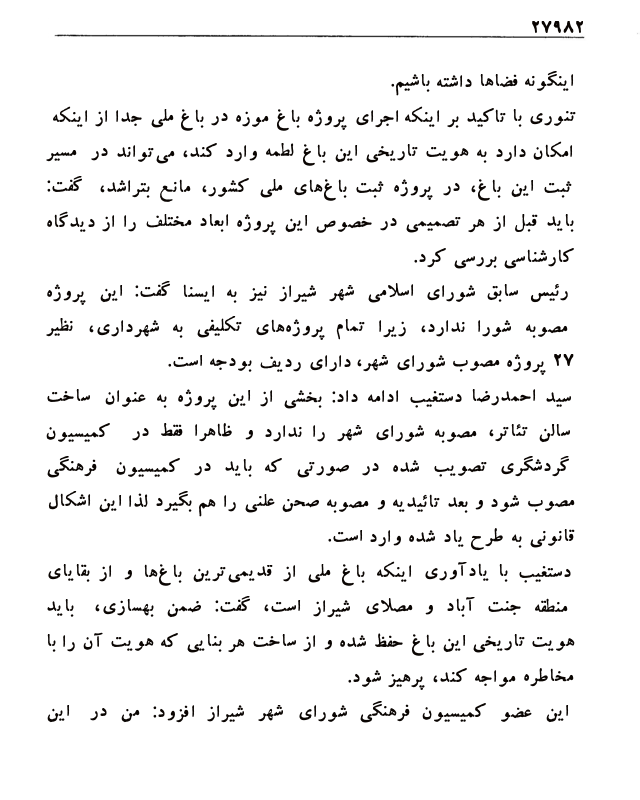 ۲۷۹۸۲
اینگونه فضاها داشته باشیم.
تنوری با تاکید بر اینکه اجرای پروژه باغ موزه در باغ ملی جدا از اینکه
امکان دارد به هویت تاریخی این باغ لطمه وارد کند، می‌تواند در مسیر
ثبت این باغ، در پروژه ثبت باغ‌های ملی کشور، مانع بتراشد، گفت:
باید قبل از هر تصمیمی در خصوص این پروژه ابعاد مختلف را از دیدگاه
کارشناسی بررسی کرد.
رئیس سابق شورای اسلامی شهر شیراز نیز به ایسنا گفت: این پروژه
مصوبه شورا ندارد، زیرا تمام پروژه‌های تکلیفی به شهرداری، نظیر
۲۷ پروژه مصوب شورای شهر، دارای ردیف بودجه است.
سید احمدرضا دستغیب ادامه داد: بخشی از این پروژه به عنوان ساخت
سالن تئاتر، مصوبه شورای شهر را ندارد و ظاهرا فقط در کمیسیون
گردشگری تصویب شده در صورتی که باید در کمیسیون فرهنگی
مصوب شود و بعد تائیدیه و مصوبه صحن علنی را هم بگیرد لذا این اشکال
قانونی به طرح یاد شده وارد است.
دستغیب با یادآوری اینکه باغ ملی از قدیمی‌ترین باغ‌ها و از بقایای
منطقه جنت آباد و مصلای شیراز است، گفت: ضمن بهسازی، باید
هویت تاریخی این باغ حفظ شده و از ساخت هر بنایی که هویت آن را با
مخاطره مواجه کند، پرهیز شود.
این عضو کمیسیون فرهنگی شورای شهر شیراز افزود: من در این